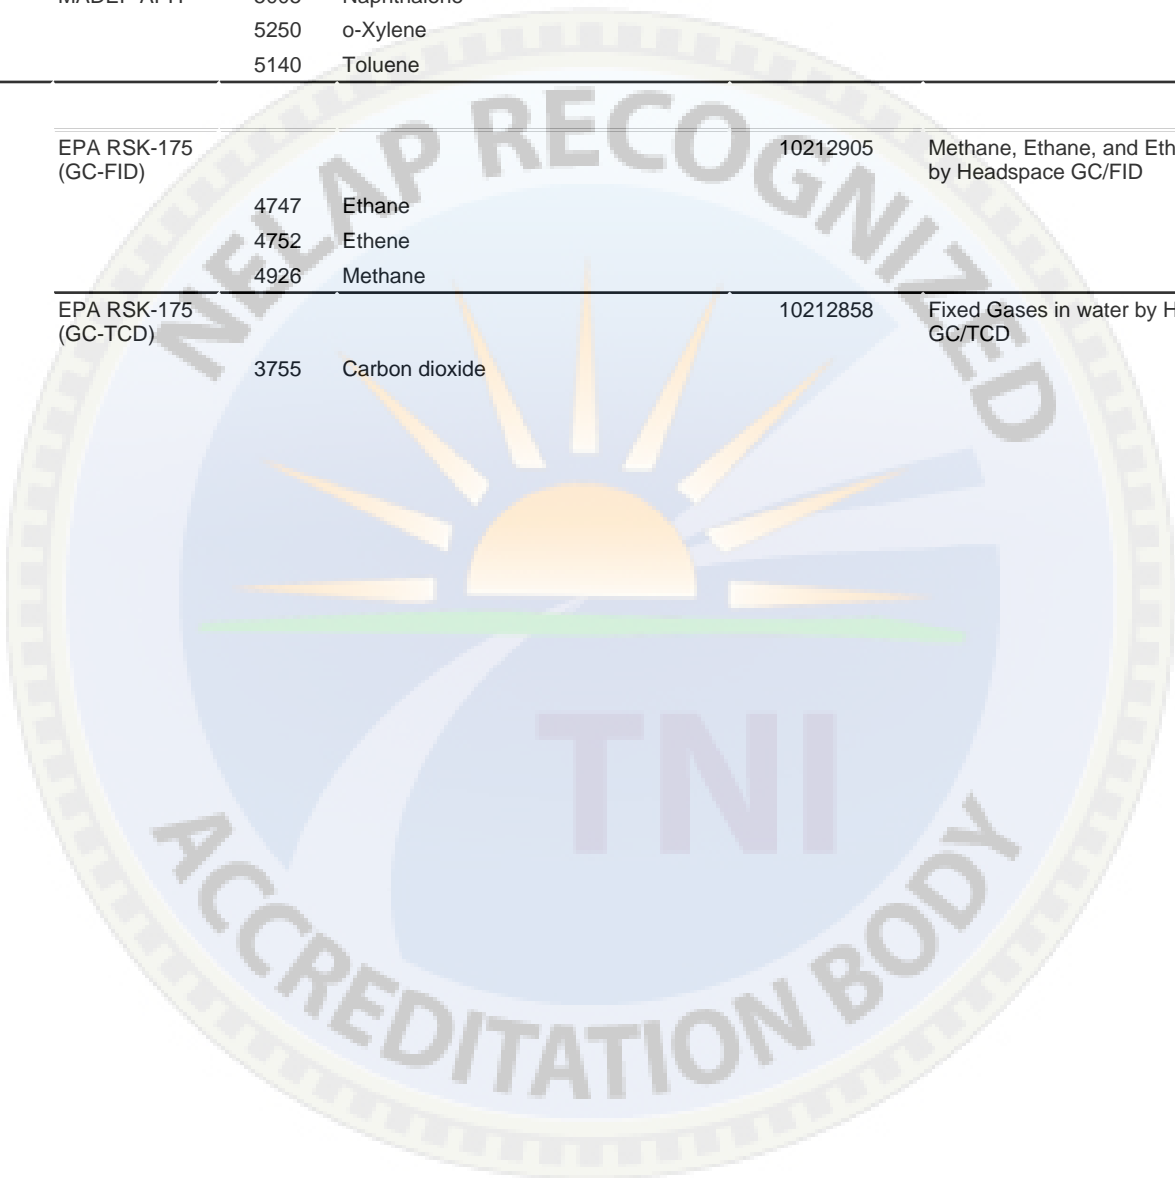 5250 o-Xylene
5140 Toluene
EPA RSK-175 10212905 Methane, Ethane, and
(GC-FID) by Headspace GC/FID
4747 Ethane
4752 Ethene
4926 Methane
EPA RSK-175 10212858 Fixed Gases in water by
(GC-TCD) GC/TCD
3755 Carbon dioxide
NELAP RECOGNIZED
TNI
ACCREDITATION BODY